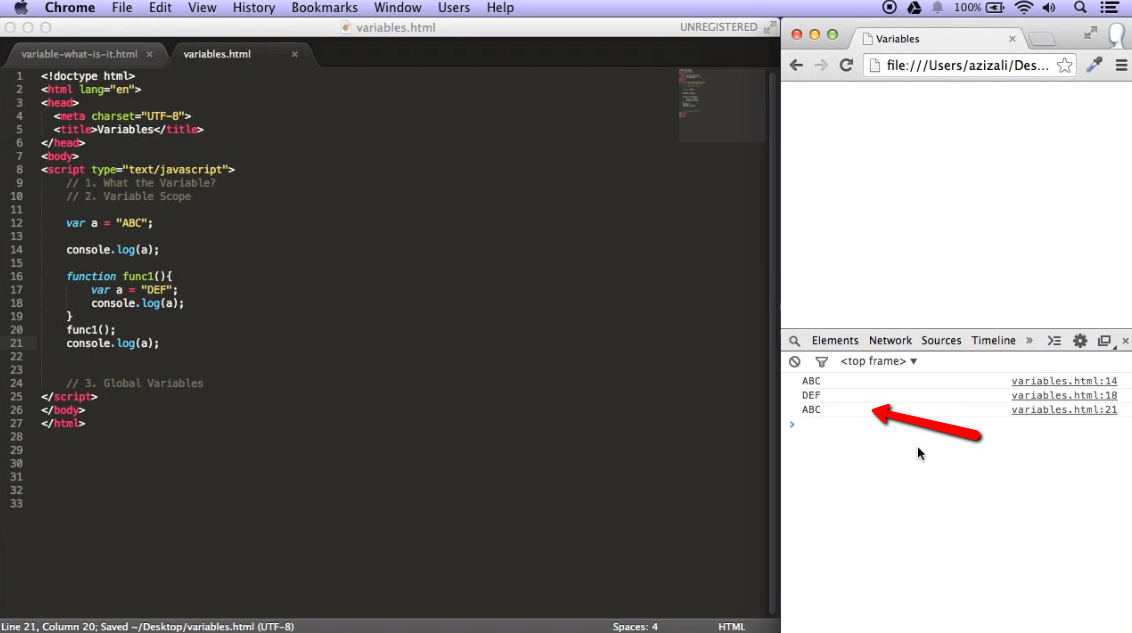 Chrome File Edit View History Bookmarks Window Users Help 100%
variables.html UNREGISTERED
variable-what-is-it.html × variables.html ×
1 <!doctype html>
2 <html lang="en">
3 <head>
4 <meta charset="UTF-8">
5 <title>Variables</title>
6 </head>
7 <body>
8 <script type="text/javascript">
9 // 1. What the Variable?
10 // 2. Variable Scope
11
12 var a = "ABC";
13
14 console.log(a);
15
16 function func1(){
17 var a = "DEF";
18 console.log(a);
19 }
20 func1();
21 console.log(a);
22
23
24 // 3. Global Variables
25 </script>
26 </body>
27 </html>
28
29
30
31
32
33
Line 21, Column 20; Saved ~/Desktop/variables.html (UTF-8) Spaces: 4 HTML
Variables ×
file:///Users/azizali/Des...
Elements Network Sources Timeline » ×
<top frame> ▼
ABC variables.html:14
DEF variables.html:18
ABC variables.html:21
>